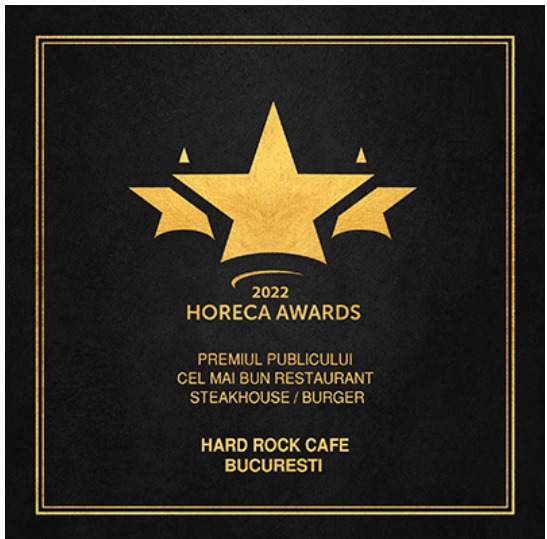 2022
HORECA AWARDS
PREMIUL PUBLICULUI
CEL MAI BUN RESTAURANT
STEAKHOUSE / BURGER
HARD ROCK CAFE
BUCURESTI